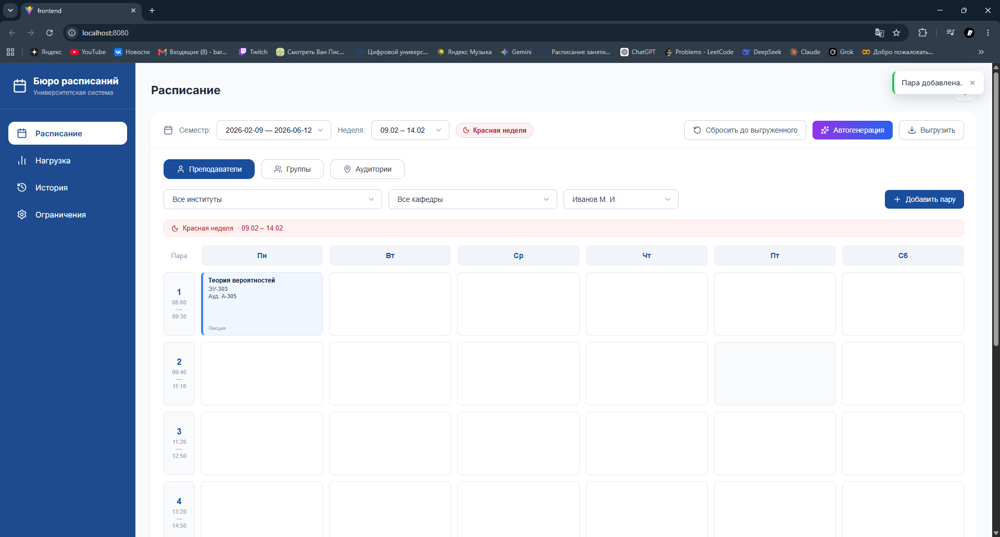 frontend
localhost:8080
Яндекс
YouTube
Новости
Входящие (8) - bar...
Twitch
Смотреть Ван Пис...
Цифровой универс...
Яндекс Музыка
Gemini
Расписание заняти...
ChatGPT
Problems - LeetCode
DeepSeek
Claude
Grok
Добро пожаловать...
Бюро расписаний
Университетская система
Расписание
Нагрузка
История
Ограничения
Расписание
Пара добавлена.
Семестр:
2026-02-09 — 2026-06-12
Неделя:
09.02 – 14.02
Красная неделя
Сбросить до выгруженного
Автогенерация
Выгрузить
Преподаватели
Группы
Аудитории
Все институты
Все кафедры
Иванов М. И.
Добавить пару
Красная неделя · 09.02 – 14.02
Пара
Пн
Вт
Ср
Чт
Пт
Сб
1
08:00
—
09:30
Теория вероятностей
ЭУ-303
Ауд. А-305
Лекция
2
09:40
—
11:10
3
11:20
—
12:50
4
13:20
—
14:50